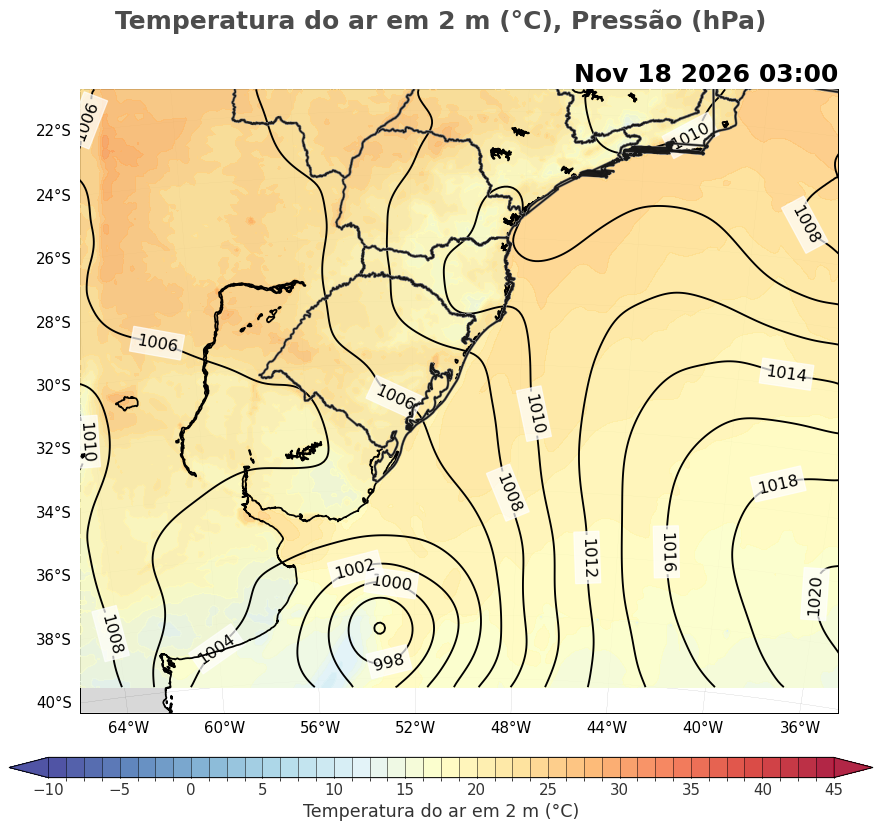 Temperatura do ar em 2 m (°C), Pressão (hPa)
Nov 18 2026 03:00
1006
1010
22°S
24°S
1008
26°S
28°S
1006
1014
30°S
1006
1010
1010
32°S
1018
1008
34°S
1002
1012
1016
36°S
1000
1020
1008
38°S
1004
998
40°S
64°W 60°W 56°W 52°W 48°W 44°W 40°W 36°W
−10 −5 0 5 10 15 20 25 30 35 40 45
Temperatura do ar em 2 m (°C)